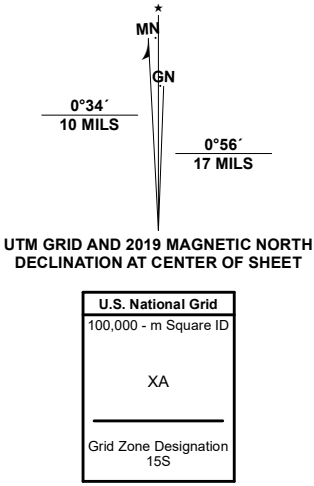 ★
MN
GN
0°34´
10 MILS
0°56´
17 MILS
UTM GRID AND 2019 MAGNETIC NORTH
DECLINATION AT CENTER OF SHEET
U.S. National Grid
100,000 - m Square ID
XA
Grid Zone Designation
15S